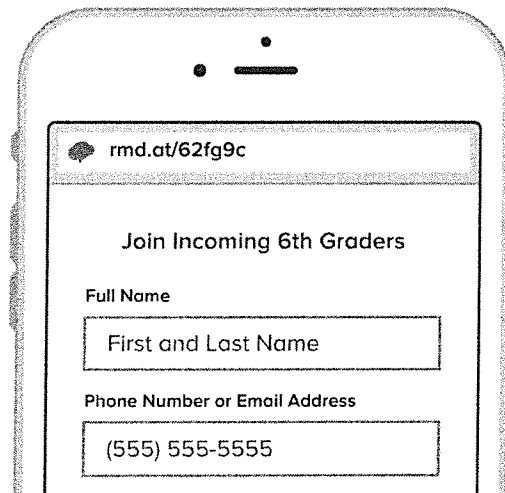 rmd.at/62fg9c
Join Incoming 6th Graders
Full Name
First and Last Name
Phone Number or Email Address
(555) 555-5555